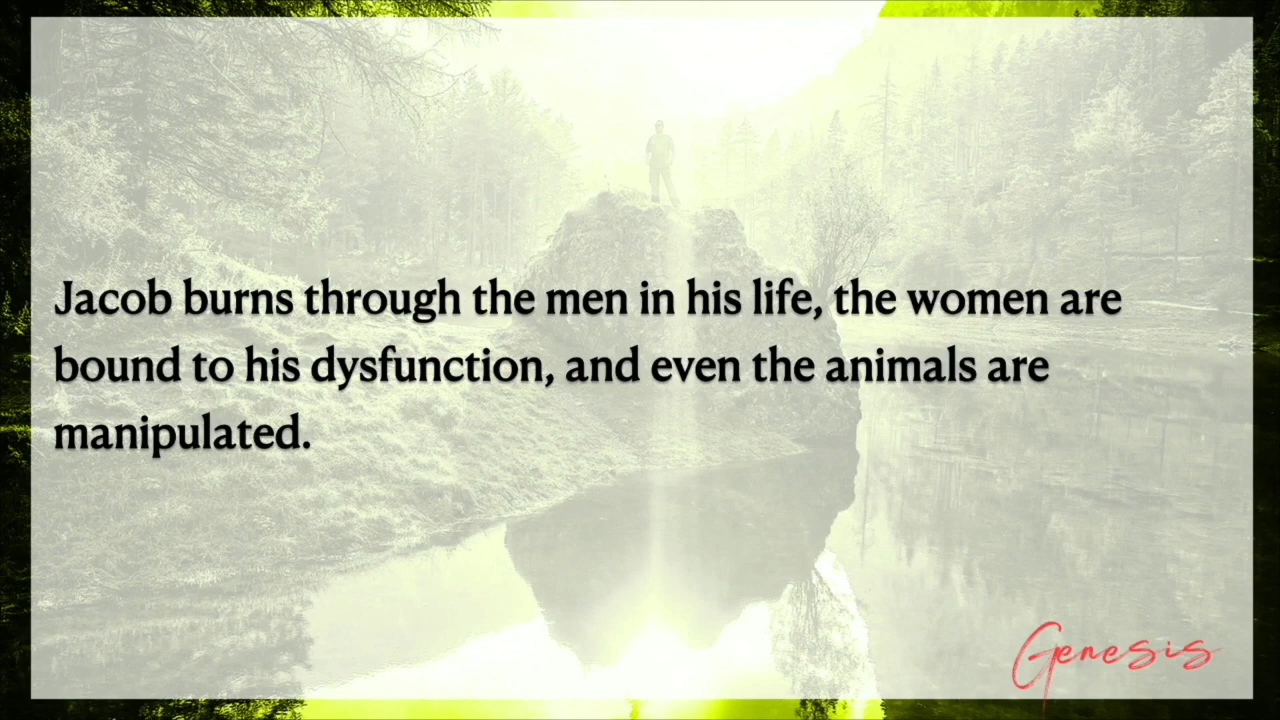 Jacob burns through the men in his life, the women are
bound to his dysfunction, and even the animals are
manipulated.
Genesis